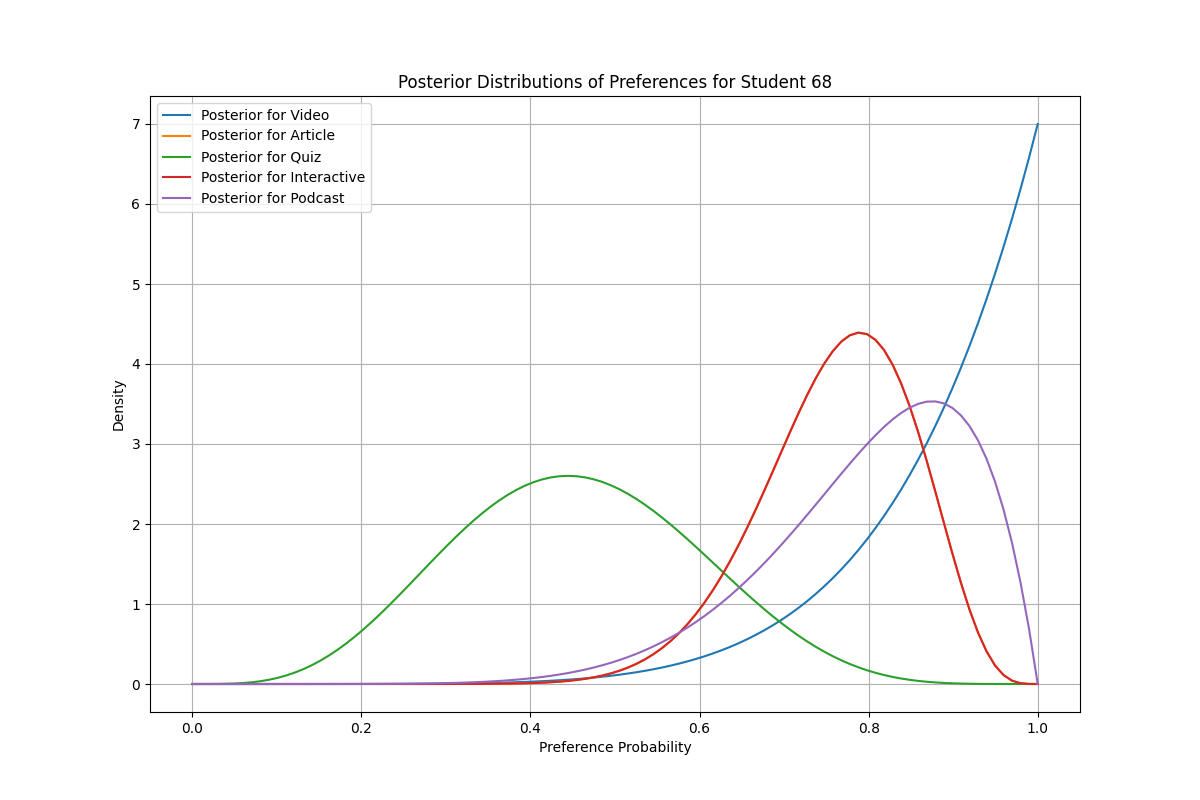 Posterior Distributions of Preferences for Student 68
Posterior for Video
Posterior for Article
Posterior for Quiz
Posterior for Interactive
Posterior for Podcast
7
6
5
4
3
2
1
0
Density
0.0 0.2 0.4 0.6 0.8 1.0
Preference Probability